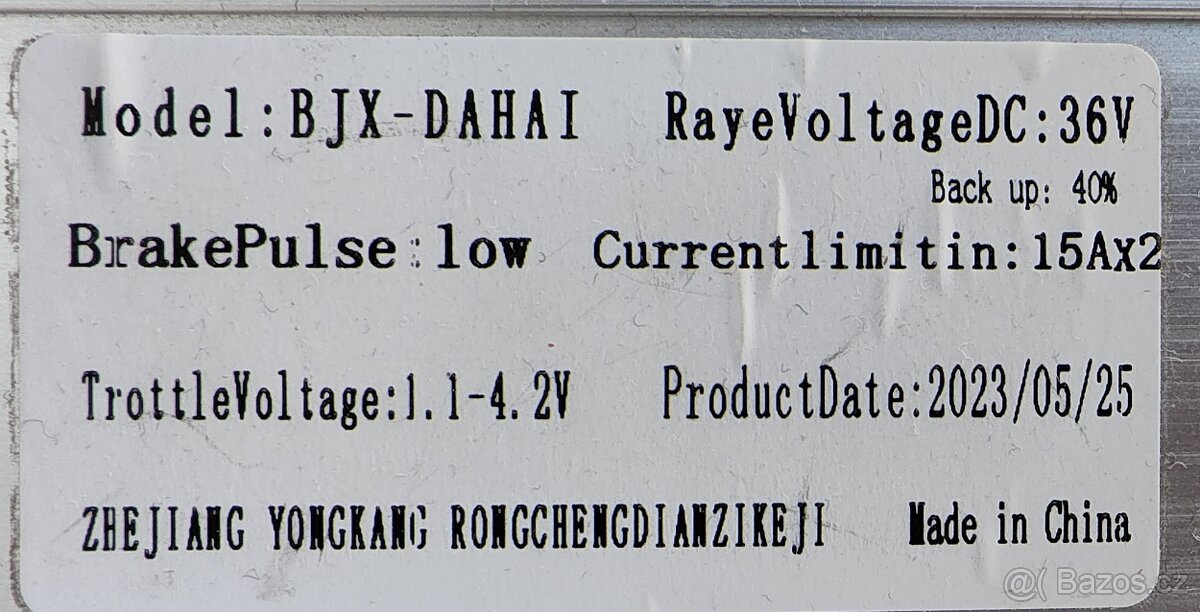 Model:BJX-DAHAI RayeVoltageDC:36V
Back up: 40%
BrakePulse:low Currentlimitin:15Ax2
TrottleVoltage:1.1-4.2V ProductDate:2023/05/25
ZHEJIANG YONGKANG RONGCHENGDIANZIKEJI Made in China
@( Bazos.cz